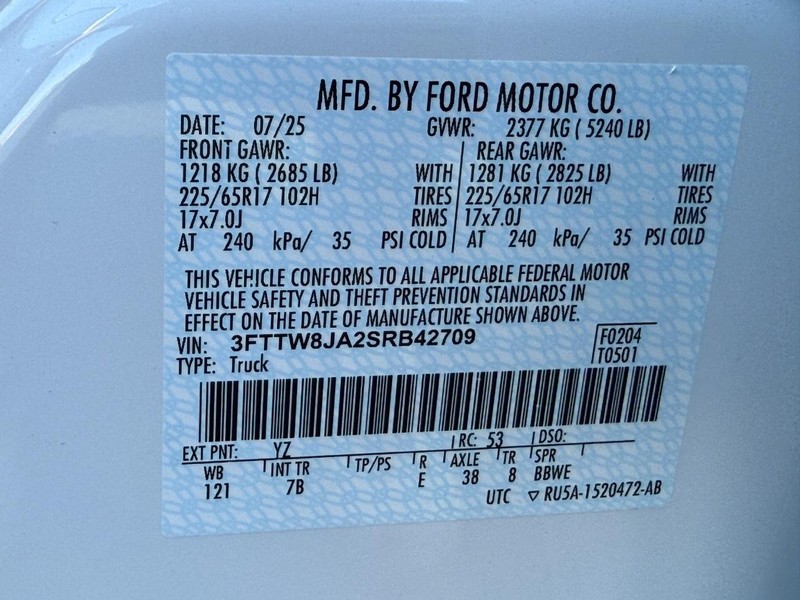 MFD. BY FORD MOTOR CO.
DATE: 07/25 GVWR: 2377 KG ( 5240 LB)
FRONT GAWR: REAR GAWR:
1218 KG ( 2685 LB) WITH 1281 KG ( 2825 LB) WITH
225/65R17 102H TIRES 225/65R17 102H TIRES
17x7.0J RIMS 17x7.0J RIMS
AT 240 kPa/ 35 PSI COLD AT 240 kPa/ 35 PSI COLD
THIS VEHICLE CONFORMS TO ALL APPLICABLE FEDERAL MOTOR
VEHICLE SAFETY AND THEFT PREVENTION STANDARDS IN
EFFECT ON THE DATE OF MANUFACTURE SHOWN ABOVE.
VIN: 3FTTW8JA2SRB42709 F0204
TYPE: Truck T0501
EXT PNT: YZ RC: 53 DSO:
WB INT TR TP/PS R AXLE TR SPR
121 7B E 38 8 BBWE
UTC ▽ RU5A-1520472-AB